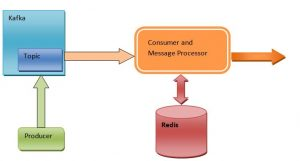 Kafka
Topic
Consumer and
Message Processor
Producer
Redis